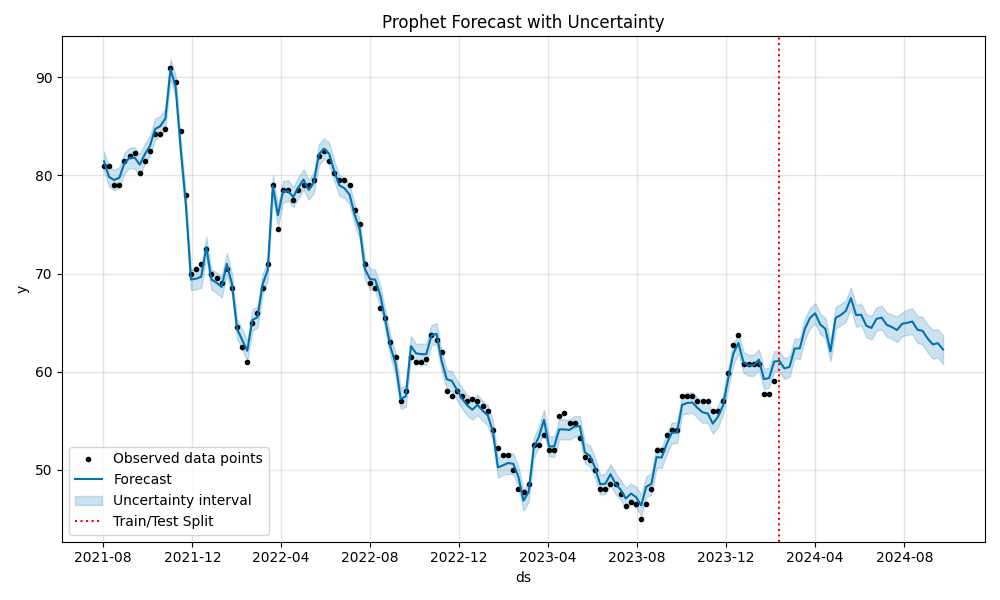 Prophet Forecast with Uncertainty
y
90
80
70
60
50
Observed data points
Forecast
Uncertainty interval
Train/Test Split
2021-08 2021-12 2022-04 2022-08 2022-12 2023-04 2023-08 2023-12 2024-04 2024-08
ds